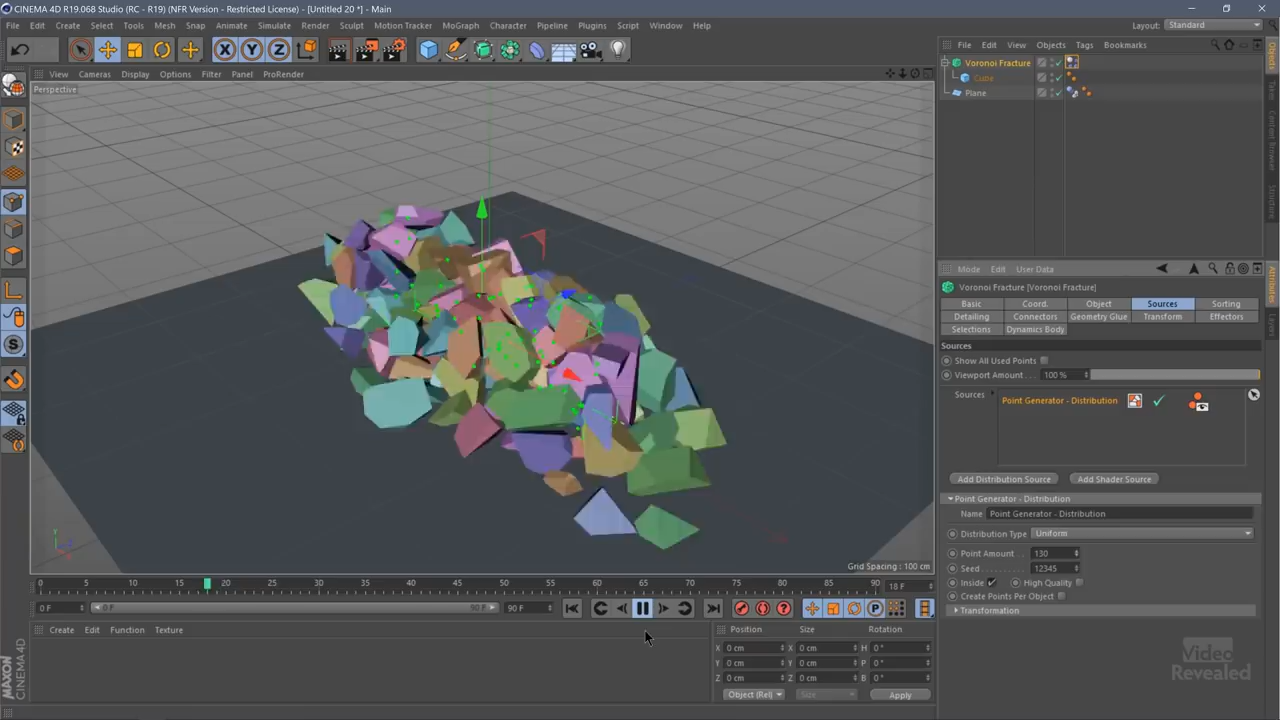 CINEMA 4D R19.068 Studio (RC - R19) (NFR Version - Restricted License) - [Untitled 20 *] - Main
File Edit Create Select Tools Mesh Snap Animate Simulate Render Sculpt Motion Tracker MoGraph Character Pipeline Plugins Script Window Help
Layout: Standard
X Y Z
View Cameras Display Options Filter Panel ProRender
Perspective
File Edit View Objects Tags Bookmarks
Voronoi Fracture
Cube
Plane
Objects
Takes
Content Browser
Structure
Mode Edit User Data
Voronoi Fracture [Voronoi Fracture]
Basic Coord. Object Sources Sorting
Detailing Connectors Geometry Glue Transform Effectors
Selections Dynamics Body
Attributes
Layers
Sources
Show All Used Points
Viewport Amount 100 %
Sources
Point Generator - Distribution
Add Distribution Source Add Shader Source
Point Generator - Distribution
Name Point Generator - Distribution
Distribution Type Uniform
Point Amount 130
Seed 12345
Inside High Quality
Create Points Per Object
Transformation
Grid Spacing : 100 cm
0 5 10 15 20 25 30 35 40 45 50 55 60 65 70 75 80 85 90 18 F
0 F 0 F 90 F 90 F
Create Edit Function Texture
Position Size Rotation
X 0 cm X 0 cm H 0 °
Y 0 cm Y 0 cm P 0 °
Z 0 cm Z 0 cm B 0 °
Object (Rel) Size Apply
MAXON
CINEMA 4D
Video
Revealed